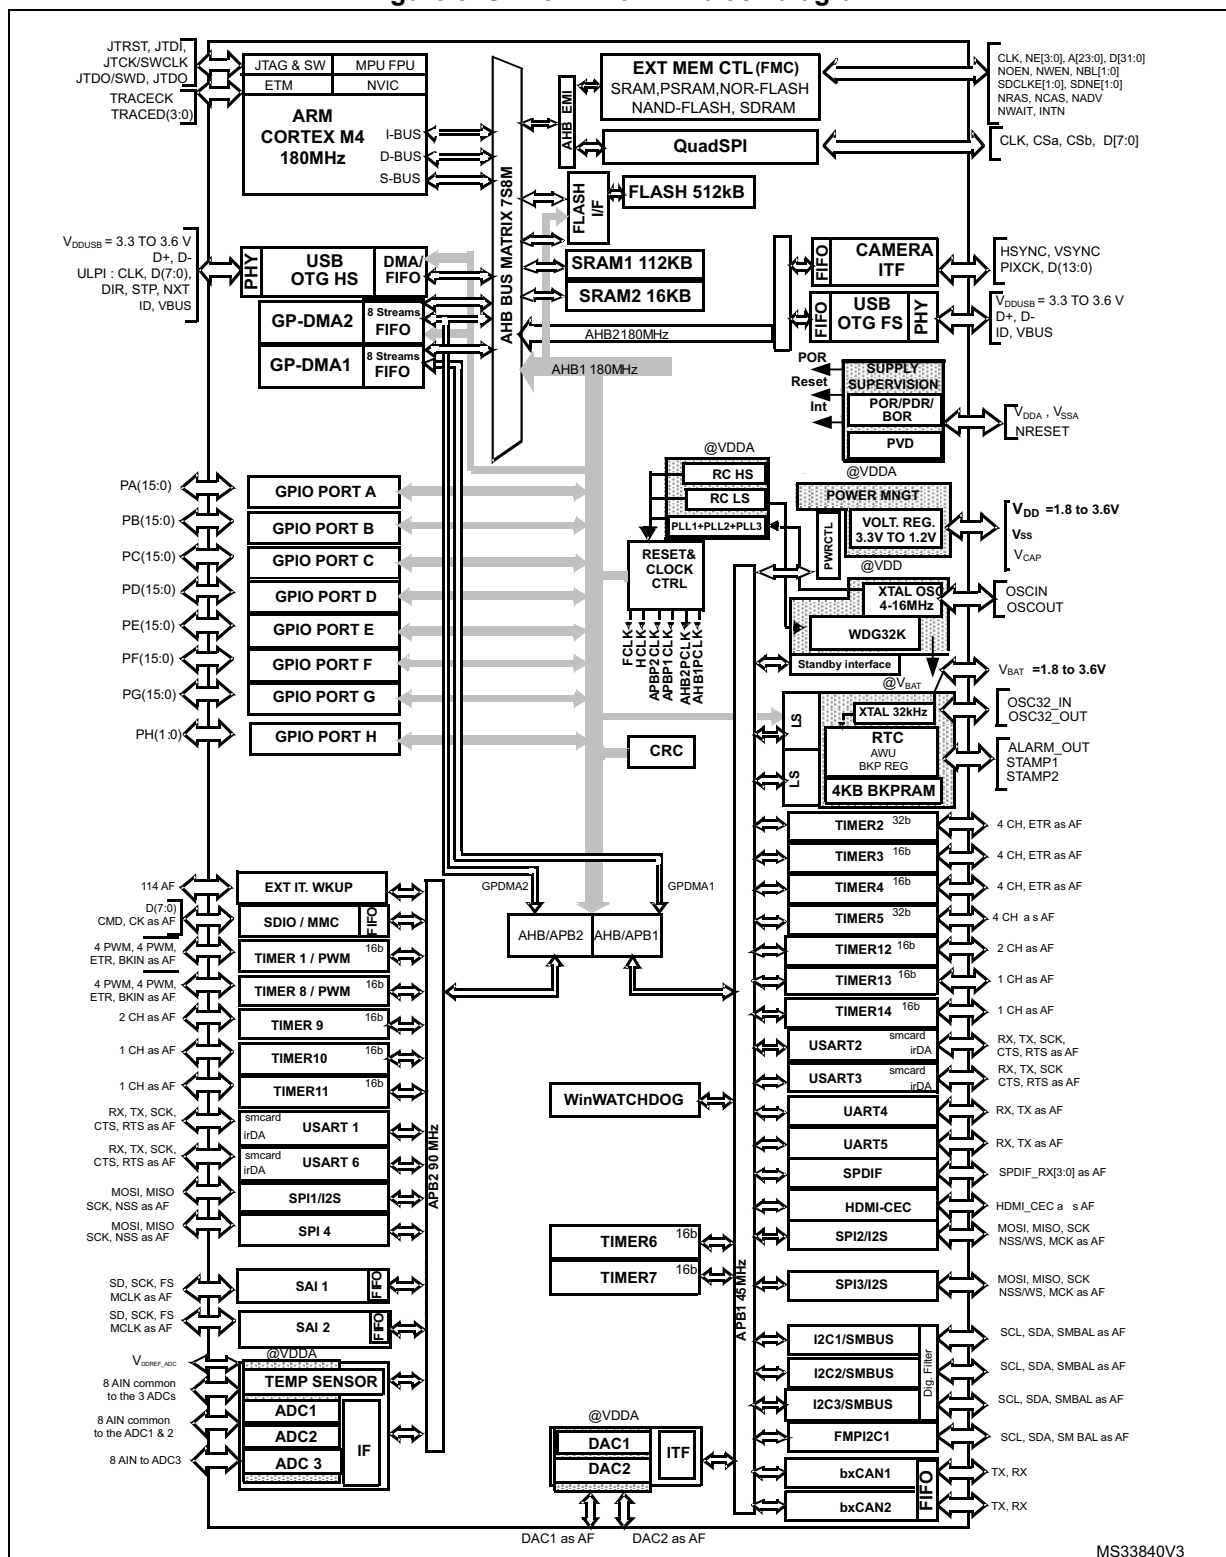 JTRST, JTDI,
JTCK/SWCLK
JTDO/SWD, JTDO
TRACECK
TRACED(3:0)
JTAG & SW
MPU FPU
ETM
NVIC
ARM
CORTEX M4
180MHz
I-BUS
D-BUS
S-BUS
AHB BUS MATRIX 7S8M
AHB EMI
EXT MEM CTL (FMC)
SRAM,PSRAM,NOR-FLASH
NAND-FLASH, SDRAM
QuadSPI
CLK, NE[3:0], A[23:0], D[31:0]
NOEN, NWEN, NBL[1:0]
SDCLKE[1:0], SDNE[1:0]
NRAS, NCAS, NADV
NWAIT, INTN
CLK, CSa, CSb, D[7:0]
FLASH I/F
FLASH 512kB
SRAM1 112KB
SRAM2 16KB
VDDUSB = 3.3 TO 3.6 V
D+, D-
ULPI : CLK, D(7:0),
DIR, STP, NXT
ID, VBUS
PHY
USB
OTG HS
DMA/
FIFO
GP-DMA2
8 Streams
FIFO
GP-DMA1
8 Streams
FIFO
AHB2180MHz
AHB1 180MHz
FIFO
CAMERA
ITF
HSYNC, VSYNC
PIXCK, D(13:0)
FIFO
USB
OTG FS
PHY
VDDUSB = 3.3 TO 3.6 V
D+, D-
ID, VBUS
POR
Reset
Int
SUPPLY
SUPERVISION
POR/PDR/
BOR
PVD
VDDA , VSSA
NRESET
@VDDA
@VDDA
RC HS
RC LS
PLL1+PLL2+PLL3
RESET&
CLOCK
CTRL
FCLK
HCLK
APBP2CLK
APBP1CLK
AHB2PCLK
AHB1PCLK
PWRCTL
POWER MNGT
VOLT. REG.
3.3V TO 1.2V
@VDD
VDD =1.8 to 3.6V
Vss
VCAP
XTAL OSC
4-16MHz
OSCIN
OSCOUT
WDG32K
Standby interface
@VBAT
VBAT =1.8 to 3.6V
LS
LS
XTAL 32kHz
RTC
AWU
BKP REG
4KB BKPRAM
OSC32_IN
OSC32_OUT
ALARM_OUT
STAMP1
STAMP2
PA(15:0)
GPIO PORT A
PB(15:0)
GPIO PORT B
PC(15:0)
GPIO PORT C
PD(15:0)
GPIO PORT D
PE(15:0)
GPIO PORT E
PF(15:0)
GPIO PORT F
PG(15:0)
GPIO PORT G
PH(1:0)
GPIO PORT H
CRC
GPDMA2
GPDMA1
AHB/APB2
AHB/APB1
114 AF
EXT IT. WKUP
D(7:0)
CMD, CK as AF
SDIO / MMC
FIFO
4 PWM, 4 PWM,
ETR, BKIN as AF
TIMER 1 / PWM 16b
4 PWM, 4 PWM,
ETR, BKIN as AF
TIMER 8 / PWM 16b
2 CH as AF
TIMER 9 16b
1 CH as AF
TIMER10 16b
1 CH as AF
TIMER11 16b
RX, TX, SCK,
CTS, RTS as AF
smcard
irDA
USART 1
RX, TX, SCK,
CTS, RTS as AF
smcard
irDA
USART 6
MOSI, MISO
SCK, NSS as AF
SPI1/I2S
MOSI, MISO
SCK, NSS as AF
SPI 4
SD, SCK, FS
MCLK as AF
SAI 1
FIFO
SD, SCK, FS
MCLK as AF
SAI 2
FIFO
APB2 90 MHz
@VDDA
VDDREF_ADC
TEMP SENSOR
8 AIN common
to the 3 ADCs
ADC1
8 AIN common
to the ADC1 & 2
ADC2
8 AIN to ADC3
ADC 3
IF
WinWATCHDOG
TIMER6 16b
TIMER7 16b
@VDDA
DAC1
DAC2
ITF
DAC1 as AF
DAC2 as AF
APB1 45MHz
TIMER2 32b
4 CH, ETR as AF
TIMER3 16b
4 CH, ETR as AF
TIMER4 16b
4 CH, ETR as AF
TIMER5 32b
4 CH a s AF
TIMER12 16b
2 CH as AF
TIMER13 16b
1 CH as AF
TIMER14 16b
1 CH as AF
USART2
smcard
irDA
RX, TX, SCK,
CTS, RTS as AF
USART3
smcard
irDA
RX, TX, SCK
CTS, RTS as AF
UART4
RX, TX as AF
UART5
RX, TX as AF
SPDIF
SPDIF_RX[3:0] as AF
HDMI-CEC
HDMI_CEC a s AF
SPI2/I2S
MOSI, MISO, SCK
NSS/WS, MCK as AF
SPI3/I2S
MOSI, MISO, SCK
NSS/WS, MCK as AF
I2C1/SMBUS
SCL, SDA, SMBAL as AF
I2C2/SMBUS
SCL, SDA, SMBAL as AF
I2C3/SMBUS
SCL, SDA, SMBAL as AF
Dig. Filter
FMPI2C1
SCL, SDA, SM BAL as AF
bxCAN1
TX, RX
bxCAN2
TX, RX
FIFO
MS33840V3